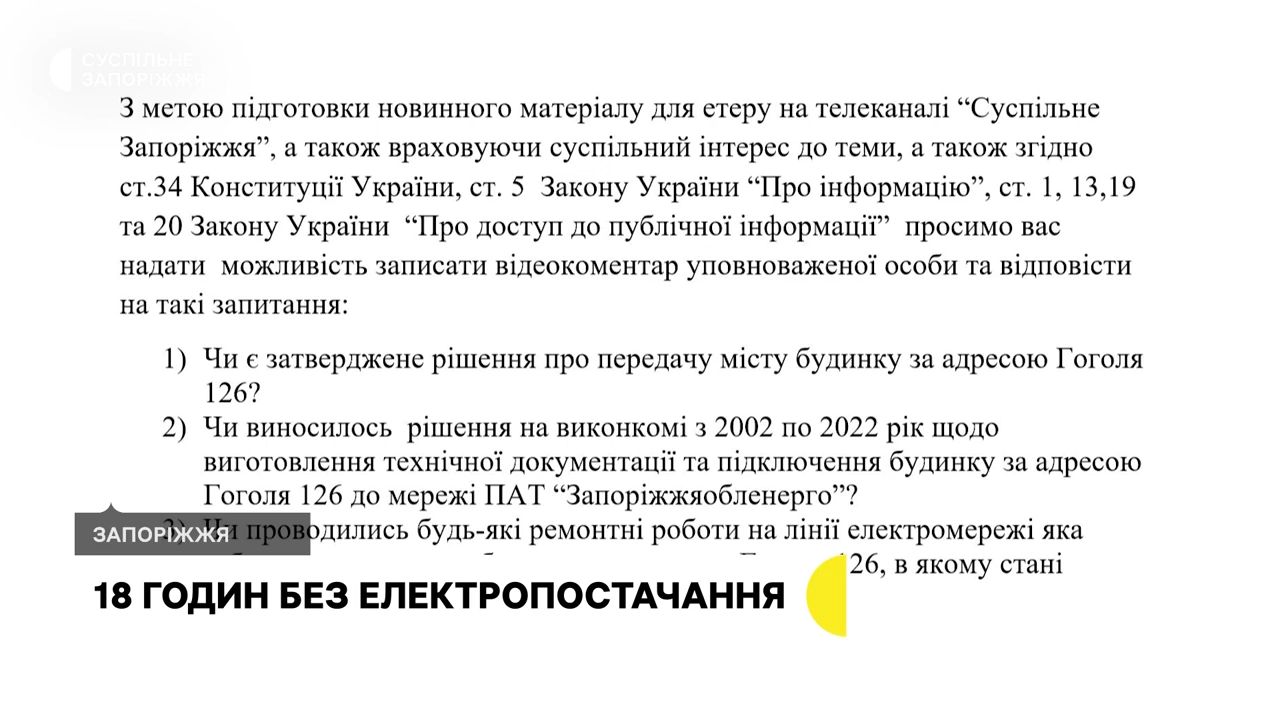 СУСПІЛЬНЕ
ЗАПОРІЖЖЯ
З метою підготовки новинного матеріалу для етеру на телеканалі “Суспільне
Запоріжжя”, а також враховуючи суспільний інтерес до теми, а також згідно
ст.34 Конституції України, ст. 5 Закону України “Про інформацію”, ст. 1, 13,19
та 20 Закону України “Про доступ до публічної інформації” просимо вас
надати можливість записати відеокоментар уповноваженої особи та відповісти
на такі запитання:
1) Чи є затверджене рішення про передачу місту будинку за адресою Гоголя
126?
2) Чи виносилось рішення на виконкомі з 2002 по 2022 рік щодо
виготовлення технічної документації та підключення будинку за адресою
Гоголя 126 до мережі ПАТ “Запоріжжяобленерго”?
3) Чи проводились будь-які ремонтні роботи на лінії електромережі яка
126, в якому стані
ЗАПОРІЖЖЯ
18 ГОДИН БЕЗ ЕЛЕКТРОПОСТАЧАННЯ